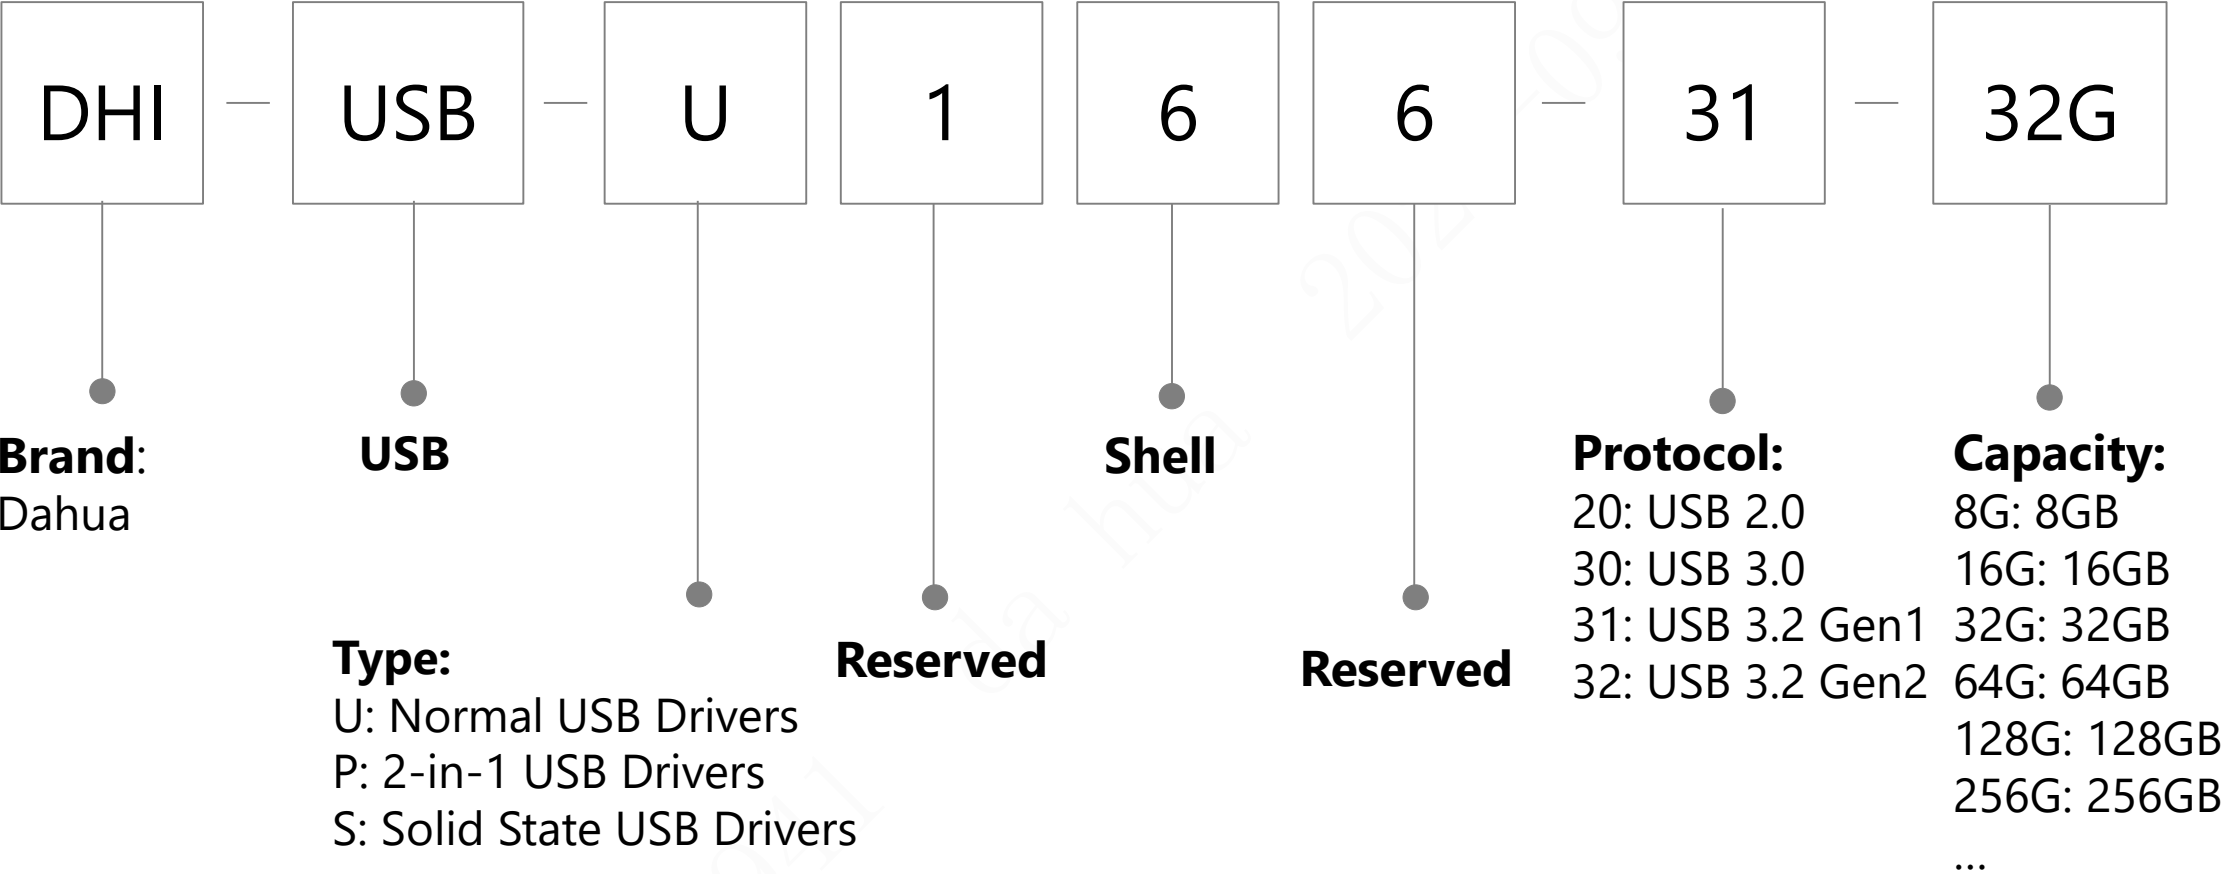 DHI — USB — U 1 6 6 — 31 — 32G
Brand:
Dahua
USB
Type:
U: Normal USB Drivers
P: 2-in-1 USB Drivers
S: Solid State USB Drivers
Reserved
Shell
Reserved
Protocol:
20: USB 2.0
30: USB 3.0
31: USB 3.2 Gen1
32: USB 3.2 Gen2
Capacity:
8G: 8GB
16G: 16GB
32G: 32GB
64G: 64GB
128G: 128GB
256G: 256GB
...
da hua